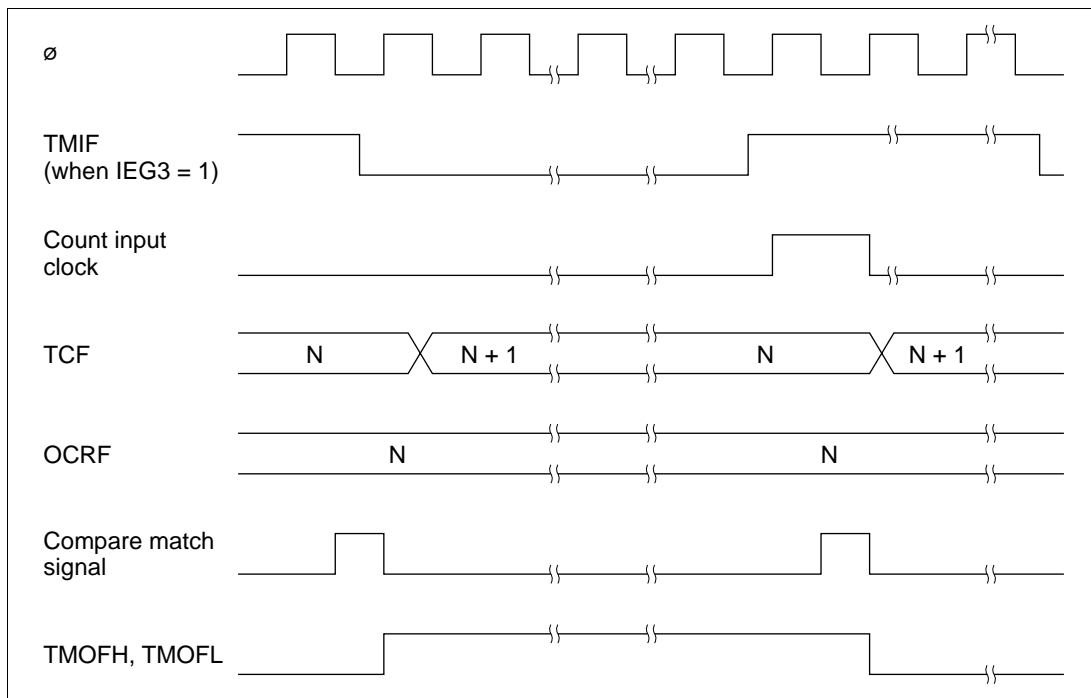 ø
TMIF
(when IEG3 = 1)
Count input
clock
TCF
N
N + 1
N
N + 1
OCRF
N
N
Compare match
signal
TMOFH, TMOFL